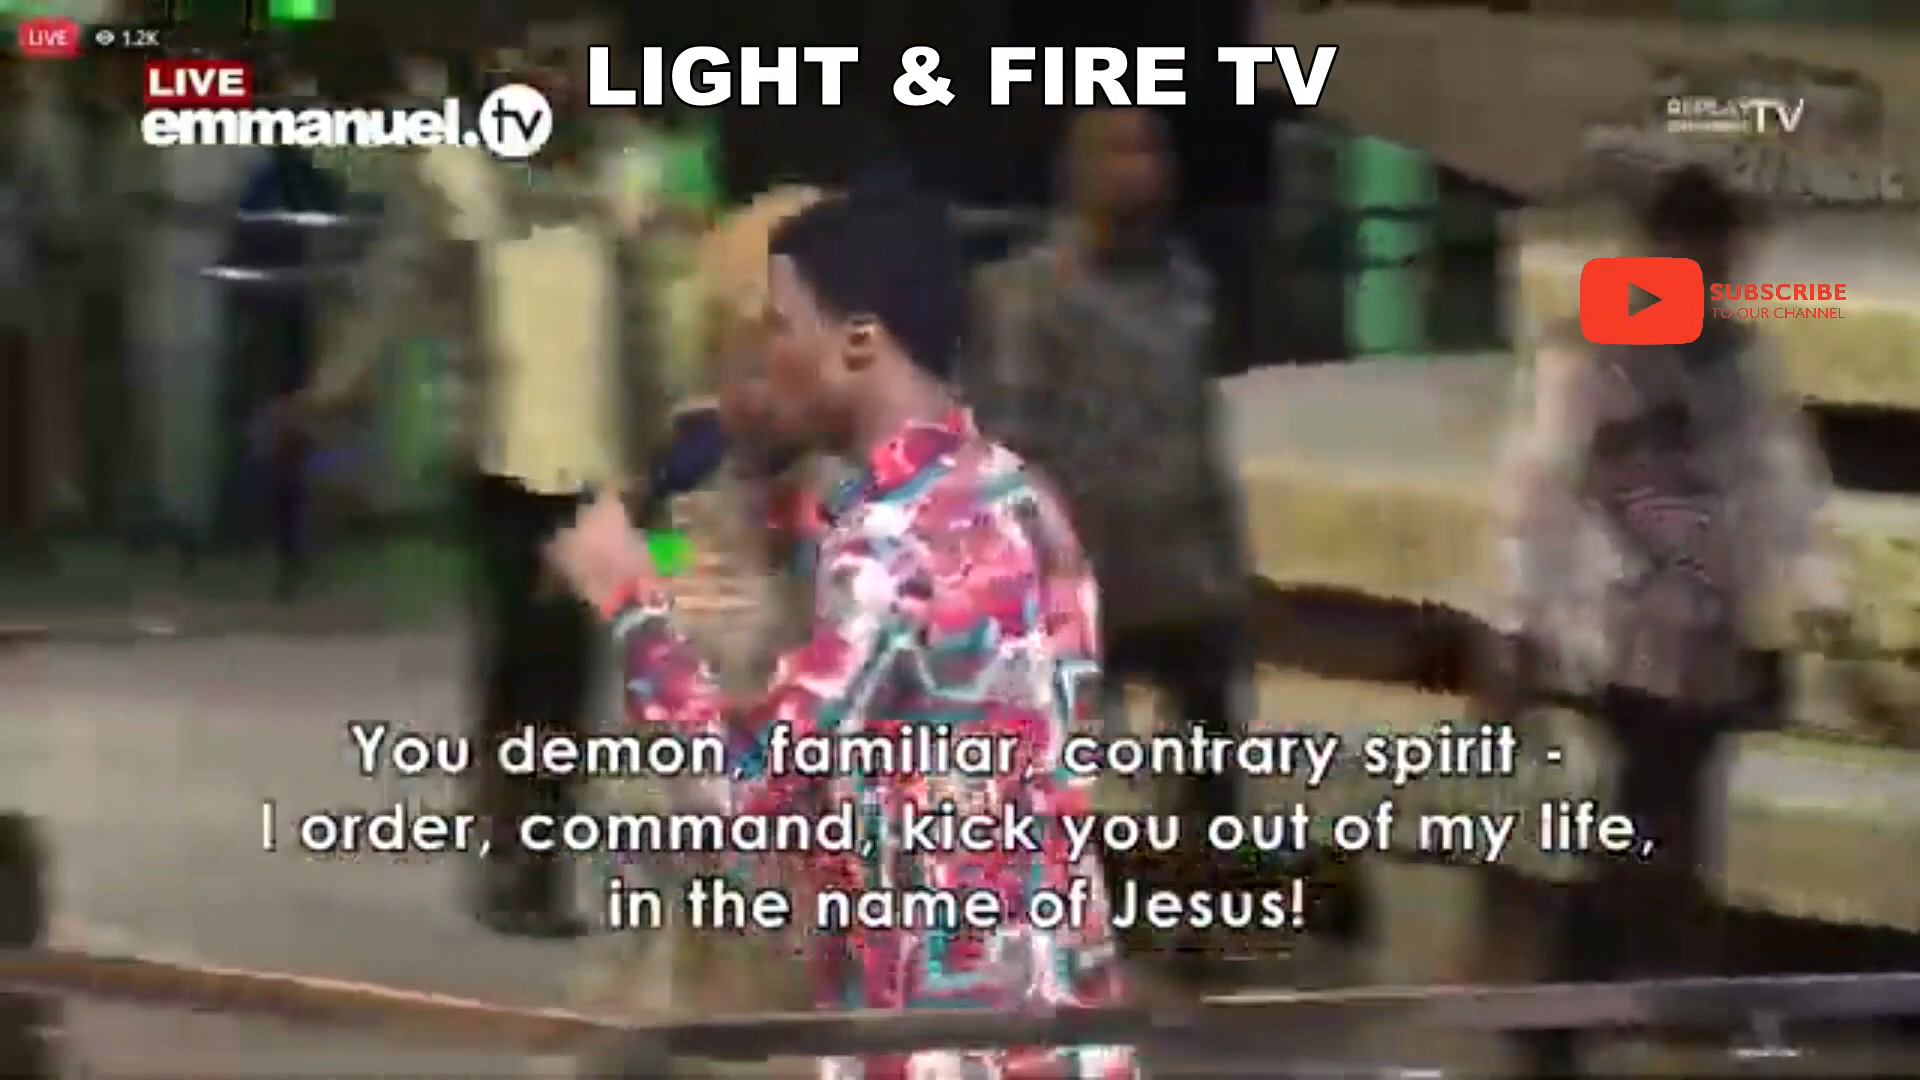 LIVE 1.2K
LIGHT & FIRE TV
LIVE
emmanuel.tv
REPLAY TV
SUBSCRIBE
TO OUR CHANNEL
You demon, familiar, contrary spirit -
I order, command, kick you out of my life,
in the name of Jesus!